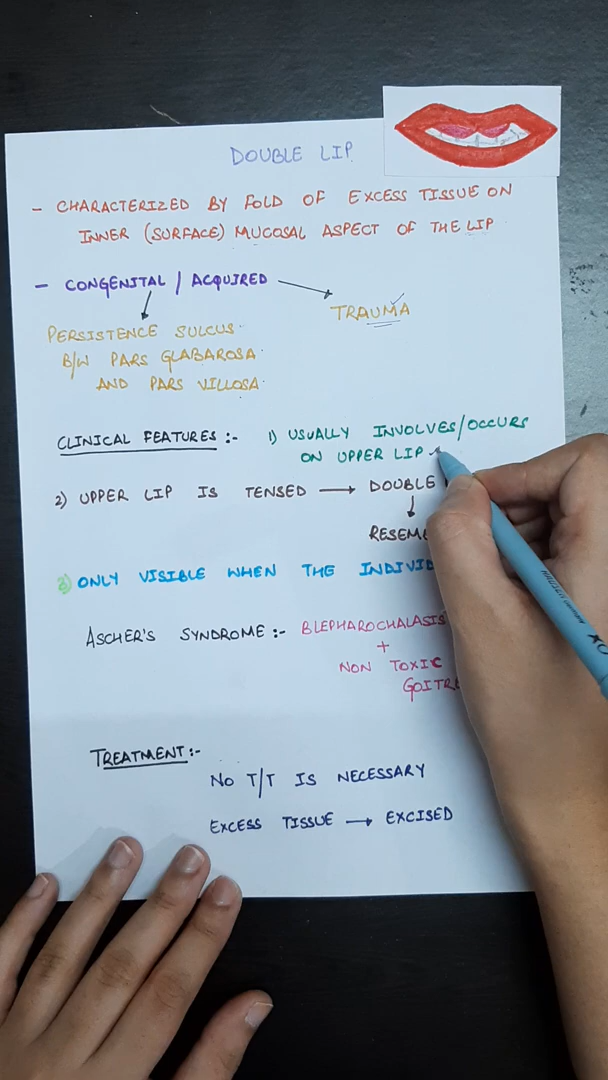 DOUBLE LIP
- CHARACTERIZED BY FOLD OF EXCESS TISSUE ON
INNER (SURFACE) MUCOSAL ASPECT OF THE LIP
- CONGENITAL / ACQUIRED
TRAUMA
PERSISTENCE SULCUS
B/W PARS GLABAROSA
AND PARS VILLOSA
CLINICAL FEATURES :- 1) USUALLY INVOLVES/OCCURS
ON UPPER LIP
2) UPPER LIP IS TENSED → DOUBLE
↓
3) ONLY VISIBLE WHEN THE
ASCHER'S SYNDROME :- BLEPHAROCHALASIS
+
NON TOXIC
GOITRE
TREATMENT :-
NO T/T IS NECESSARY
EXCESS TISSUE → EXCISED